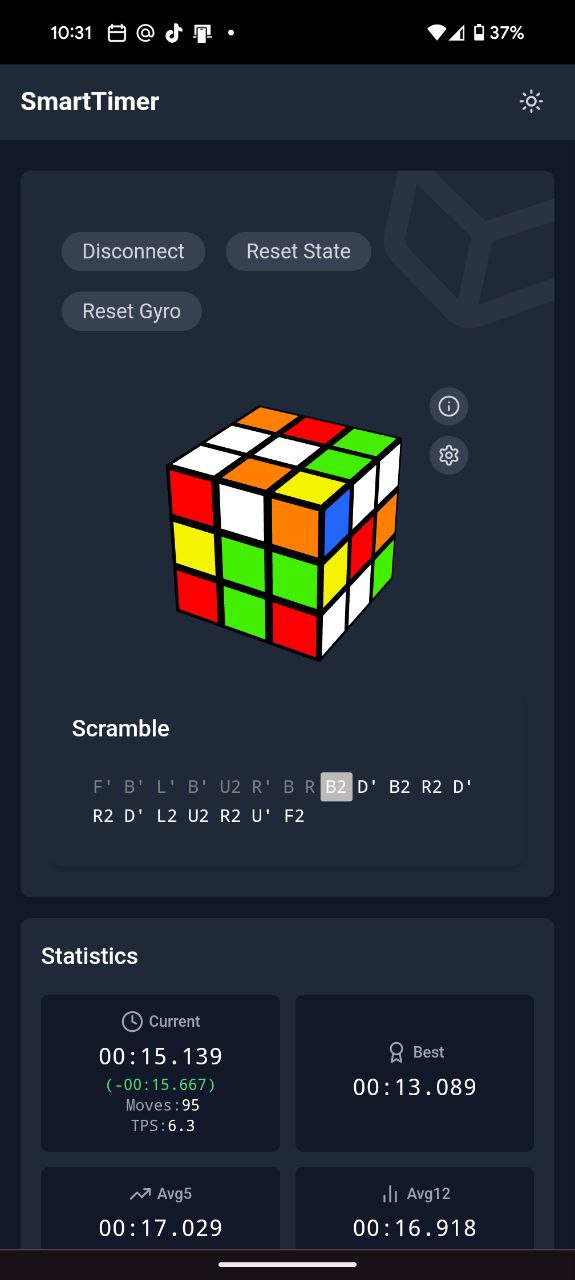 10:31 37%
SmartTimer
Disconnect Reset State
Reset Gyro
Scramble
F' B' L' B' U2 R' B R B2 D' B2 R2 D'
R2 D' L2 U2 R2 U' F2
Statistics
Current
00:15.139
(-00:15.667)
Moves:95
TPS:6.3
Best
00:13.089
Avg5
00:17.029
Avg12
00:16.918